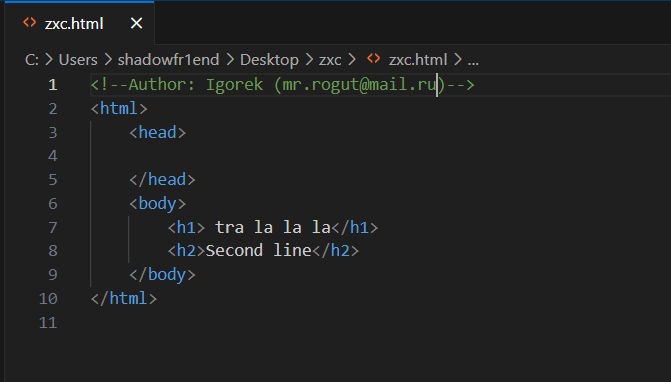 <> zxc.html ×
C: > Users > shadowfr1end > Desktop > zxc > <> zxc.html > ...
1 <!--Author: Igorek (mr.rogut@mail.ru)-->
2 <html>
3     <head>
4
5     </head>
6     <body>
7         <h1> tra la la la</h1>
8         <h2>Second line</h2>
9     </body>
10 </html>
11